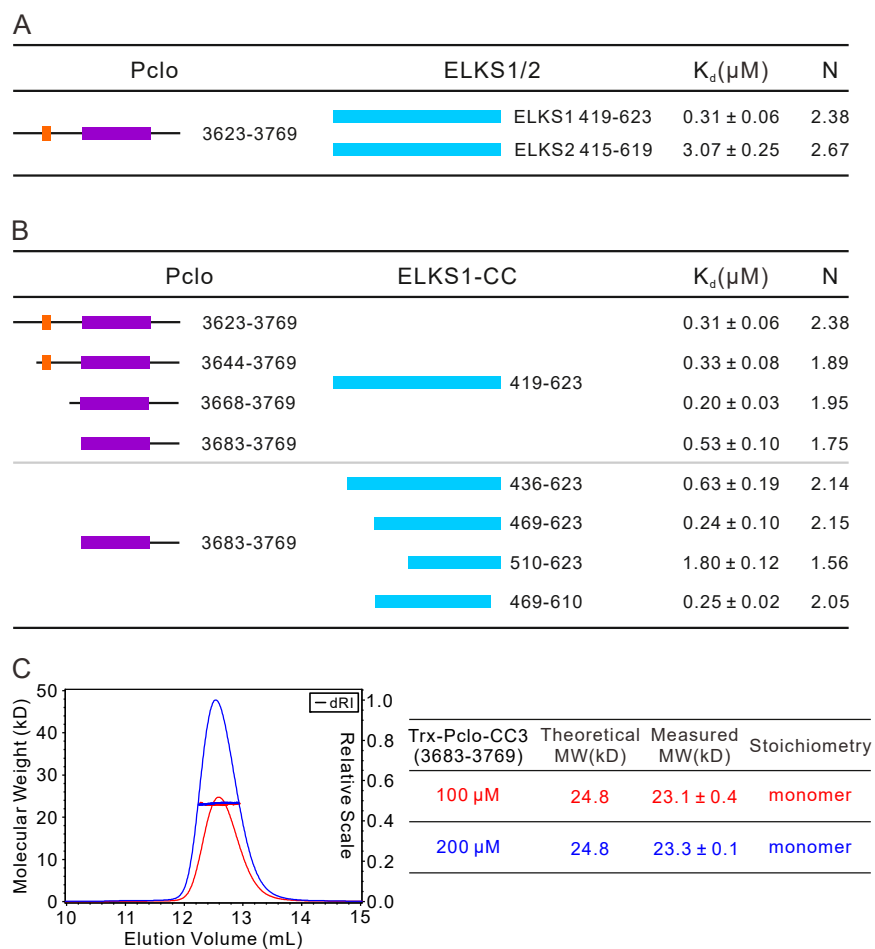 A
Pclo ELKS1/2 Kd(μM) N
3623-3769 ELKS1 419-623 0.31 ± 0.06 2.38
ELKS2 415-619 3.07 ± 0.25 2.67
B
Pclo ELKS1-CC Kd(μM) N
3623-3769 0.31 ± 0.06 2.38
3644-3769 0.33 ± 0.08 1.89
419-623
3668-3769 0.20 ± 0.03 1.95
3683-3769 0.53 ± 0.10 1.75
436-623 0.63 ± 0.19 2.14
469-623 0.24 ± 0.10 2.15
3683-3769
510-623 1.80 ± 0.12 1.56
469-610 0.25 ± 0.02 2.05
C
Molecular Weight (kD)
50
40
30
20
10
0
dRI
1.0
0.8
0.6
0.4
0.2
0.0
Relative Scale
10 11 12 13 14 15
Elution Volume (mL)
Trx-Pclo-CC3 Theoretical Measured Stoichiometry
(3683-3769) MW(kD) MW(kD)
100 μM 24.8 23.1 ± 0.4 monomer
200 μM 24.8 23.3 ± 0.1 monomer